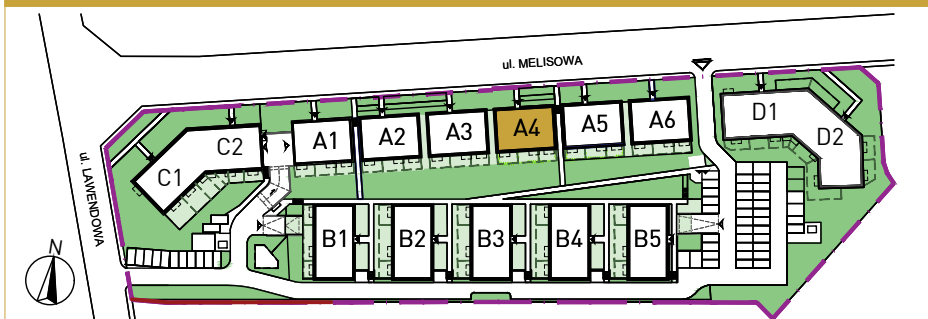 ul. MELISOWA
ul. LAWENDOWA
C1
C2
A1
A2
A3
A4
A5
A6
D1
D2
B1
B2
B3
B4
B5
N